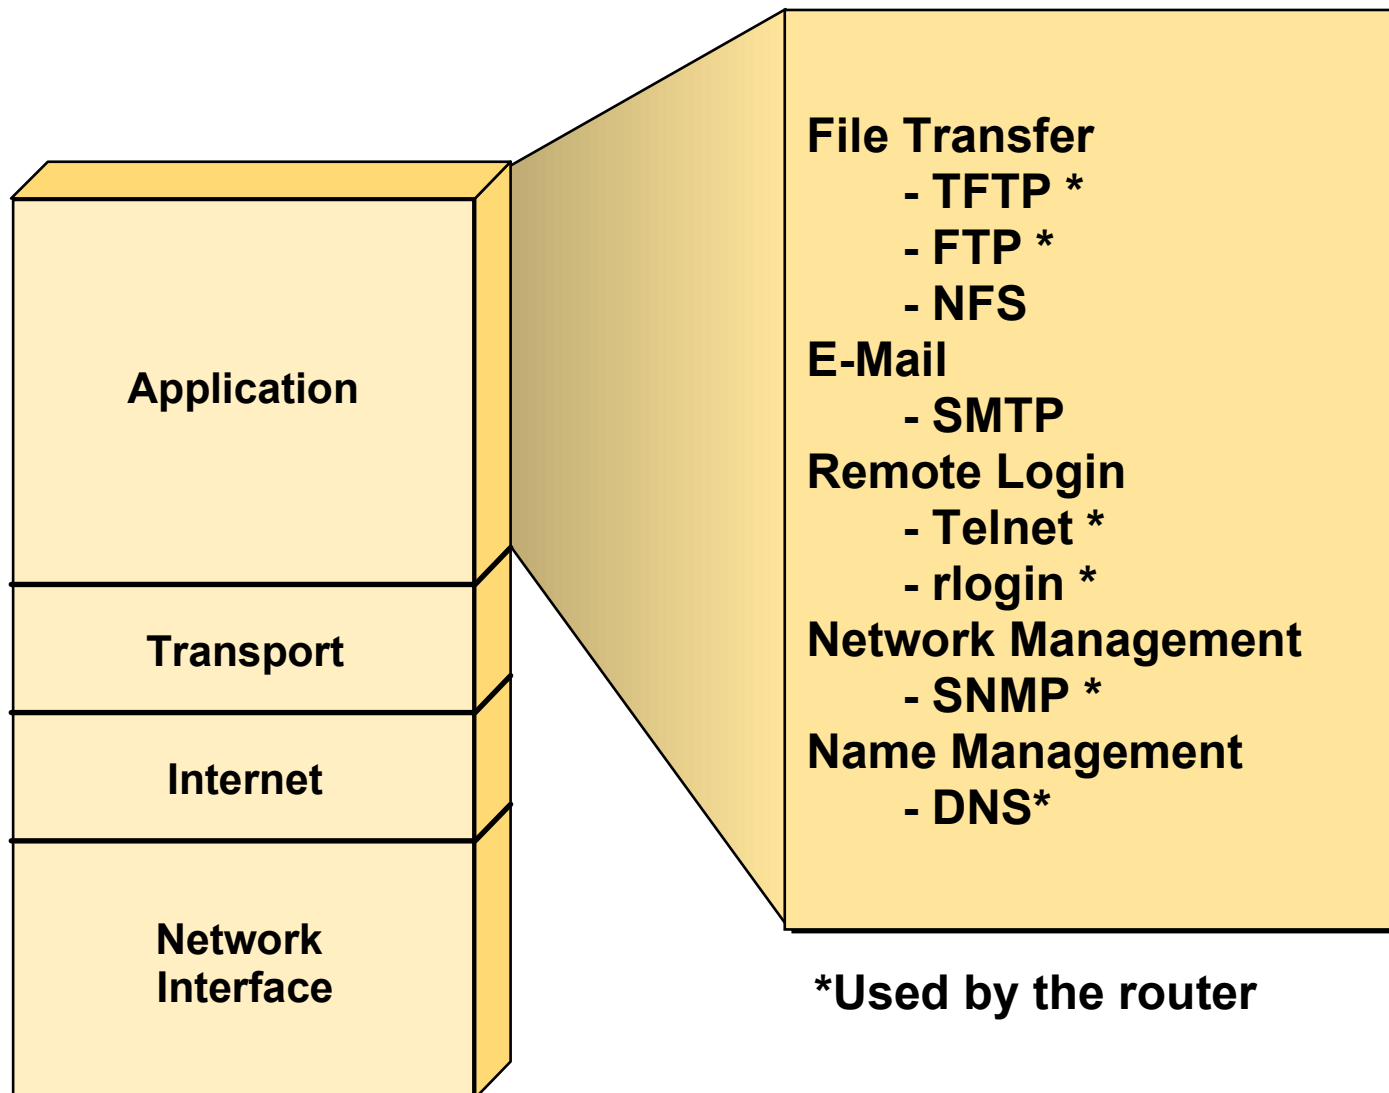 Application
Transport
Internet
Network
Interface
File Transfer
- TFTP *
- FTP *
- NFS
E-Mail
- SMTP
Remote Login
- Telnet *
- rlogin *
Network Management
- SNMP *
Name Management
- DNS*
*Used by the router